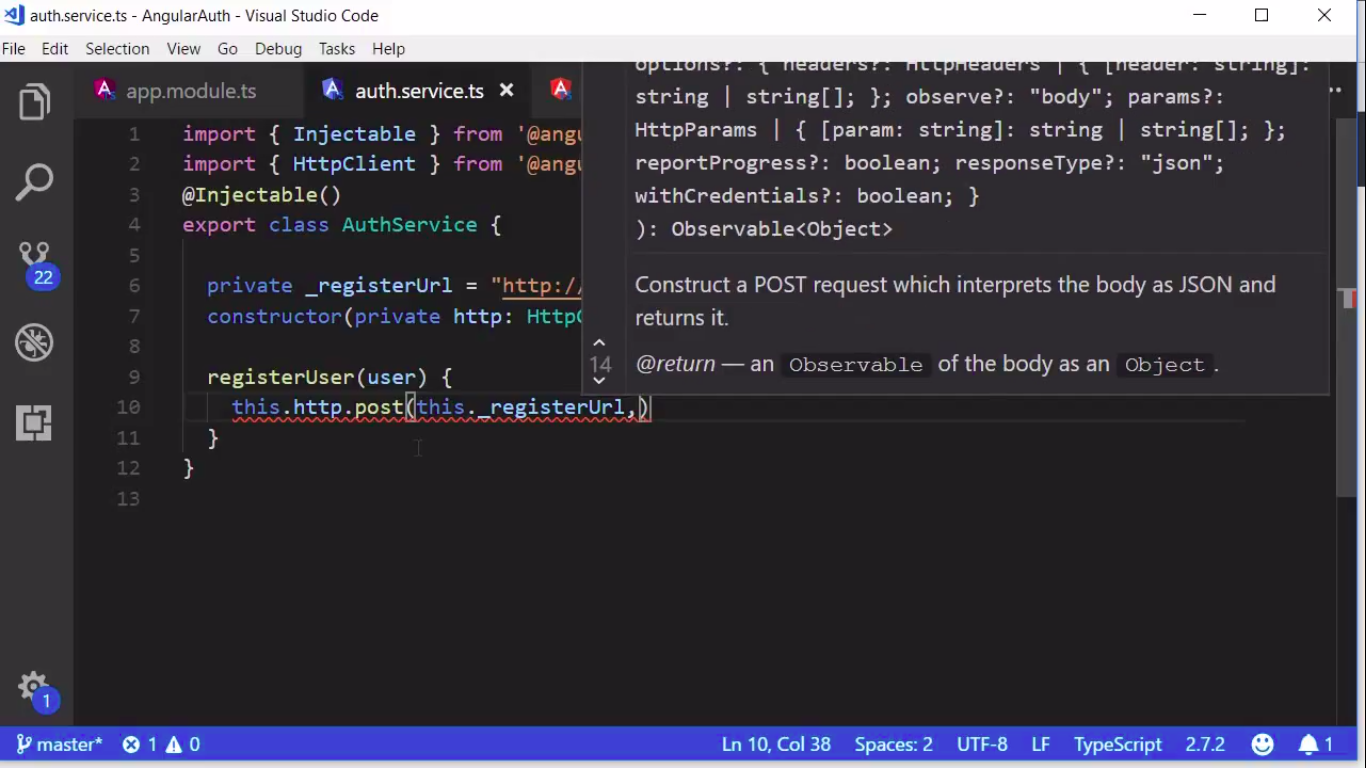 auth.service.ts - AngularAuth - Visual Studio Code
File Edit Selection View Go Debug Tasks Help
app.module.ts auth.service.ts
options?: { headers?: HttpHeaders | { [header: string]:
string | string[]; }; observe?: "body"; params?:
HttpParams | { [param: string]: string | string[]; };
reportProgress?: boolean; responseType?: "json";
withCredentials?: boolean; }
): Observable<Object>
Construct a POST request which interprets the body as JSON and
returns it.
14
@return — an Observable of the body as an Object.
1 import { Injectable } from '@angu
2 import { HttpClient } from '@angu
3 @Injectable()
4 export class AuthService {
5
6 private _registerUrl = "http:/
7 constructor(private http: HttpC
8
9 registerUser(user) {
10 this.http.post(this._registerUrl,)
11 }
12 }
13
22
1
master* 1 0 Ln 10, Col 38 Spaces: 2 UTF-8 LF TypeScript 2.7.2 1